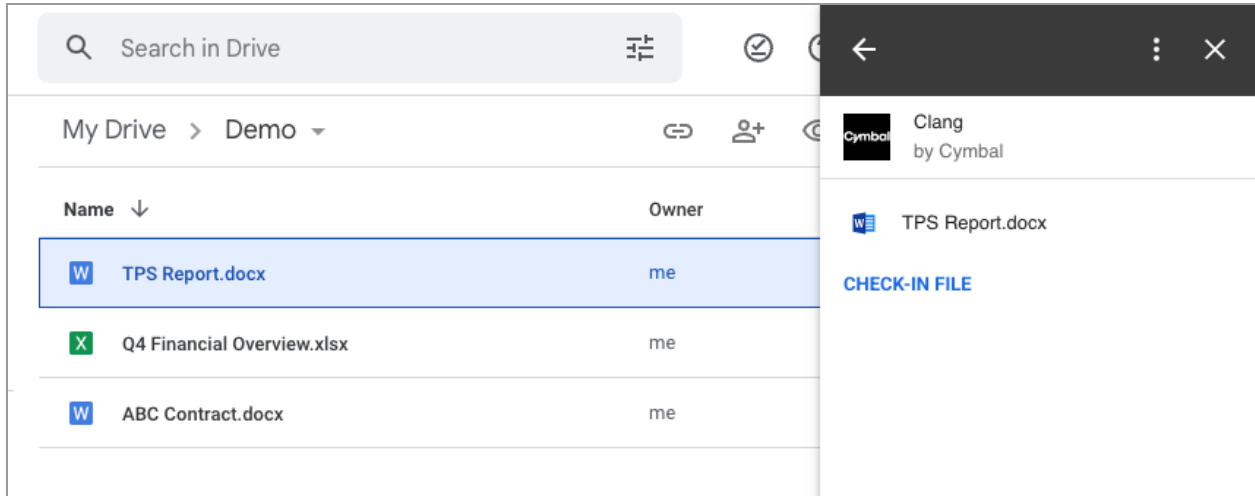 Search in Drive
My Drive > Demo
Name Owner
W TPS Report.docx me
X Q4 Financial Overview.xlsx me
W ABC Contract.docx me
Cymbal
Clang
by Cymbal
W TPS Report.docx
CHECK-IN FILE